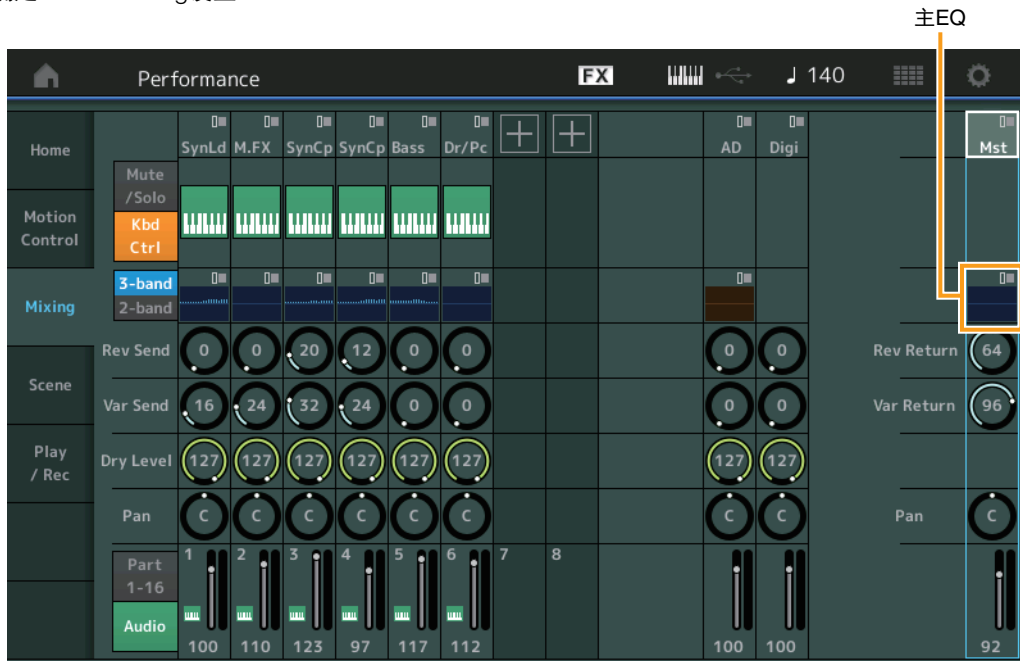 主EQ
Performance FX 140
Home SynLd M.FX SynCp SynCp Bass Dr/Pc AD Digi Mst
Mute
/Solo
Motion
Control
Kbd
Ctrl
3-band
2-band
Mixing
Rev Send 0 0 20 12 0 0 0 0 Rev Return 64
Scene
Var Send 16 24 32 24 0 0 0 0 Var Return 96
Play
/ Rec
Dry Level 127 127 127 127 127 127 127 127
Pan C C C C C C C C Pan C
1 2 3 4 5 6 7 8
Part
1-16
Audio
100 110 123 97 117 112 100 100 92